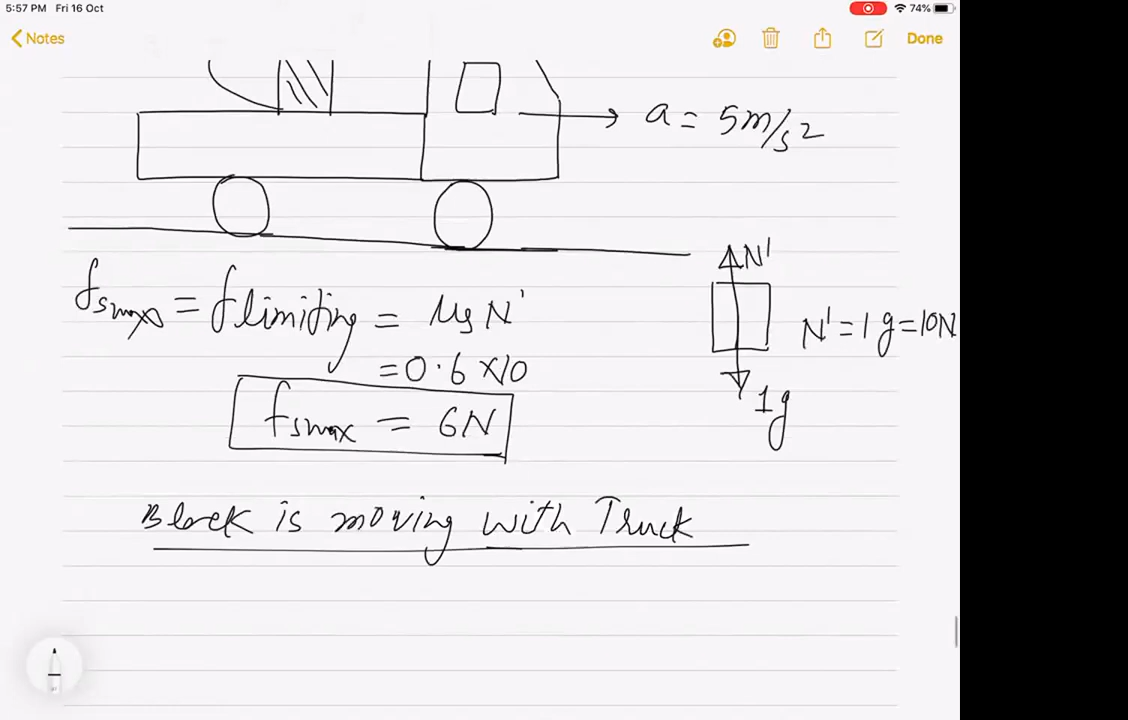 5:57 PM Fri 16 Oct
74%
Notes
Done
a = 5m/s²
fsmax = flimiting = μs N'
= 0.6 × 10
fsmax = 6N
N'
N' = 1g = 10N
1g
Block is moving with Truck